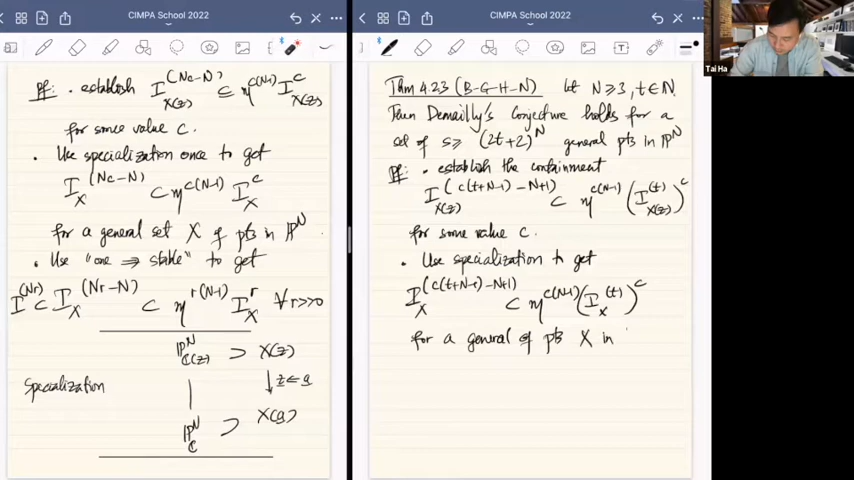 CIMPA School 2022
Pf: · establish I_{X(z)}^{(Nc-N)} ⊆ m^{c(N-1)} I_{X(z)}^c
for some value c.
· Use specialization once to get
I_X^{(Nc-N)} ⊂ m^{c(N-1)} I_X^c
for a general set X of pts in P^N.
· Use "one ⇒ stable" to get
I^{(Nr)} ⊂ I_X^{(Nr-N)} ⊂ m^{r(N-1)} I_X^r ∀ r>>0
P^N_{C(z)} ⊃ X(z)
Specialization
↓ z ← a
P^N_C ⊃ X(a)
CIMPA School 2022
Thm 4.23 (B-G-H-N) Let N ≥ 3, t ∈ N.
Then Demailly's Conjecture holds for a
set of s ≥ (2t+2)^N general pts in P^N
Pf: · establish the containment
I_{X(z)}^{(c(t+N-1)-N+1)} ⊂ m^{c(N-1)} (I_{X(z)}^{(t)})^c
for some value c.
· Use specialization to get
I_X^{(c(t+N-1)-N+1)} ⊂ m^{c(N-1)} (I_X^{(t)})^c
for a general of pts X in
Tai Ha